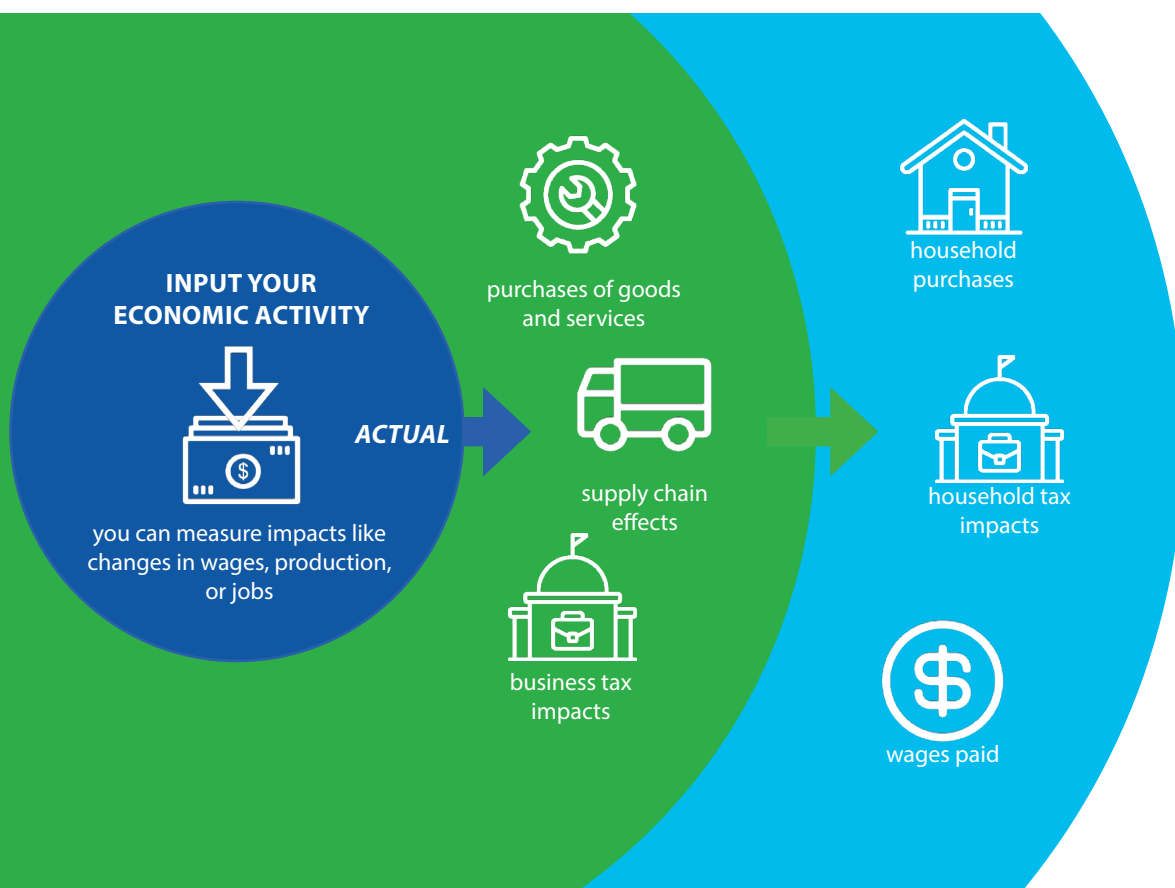 INPUT YOUR
ECONOMIC ACTIVITY
$
you can measure impacts like
changes in wages, production,
or jobs
ACTUAL
purchases of goods
and services
supply chain
effects
business tax
impacts
household
purchases
household tax
impacts
$
wages paid